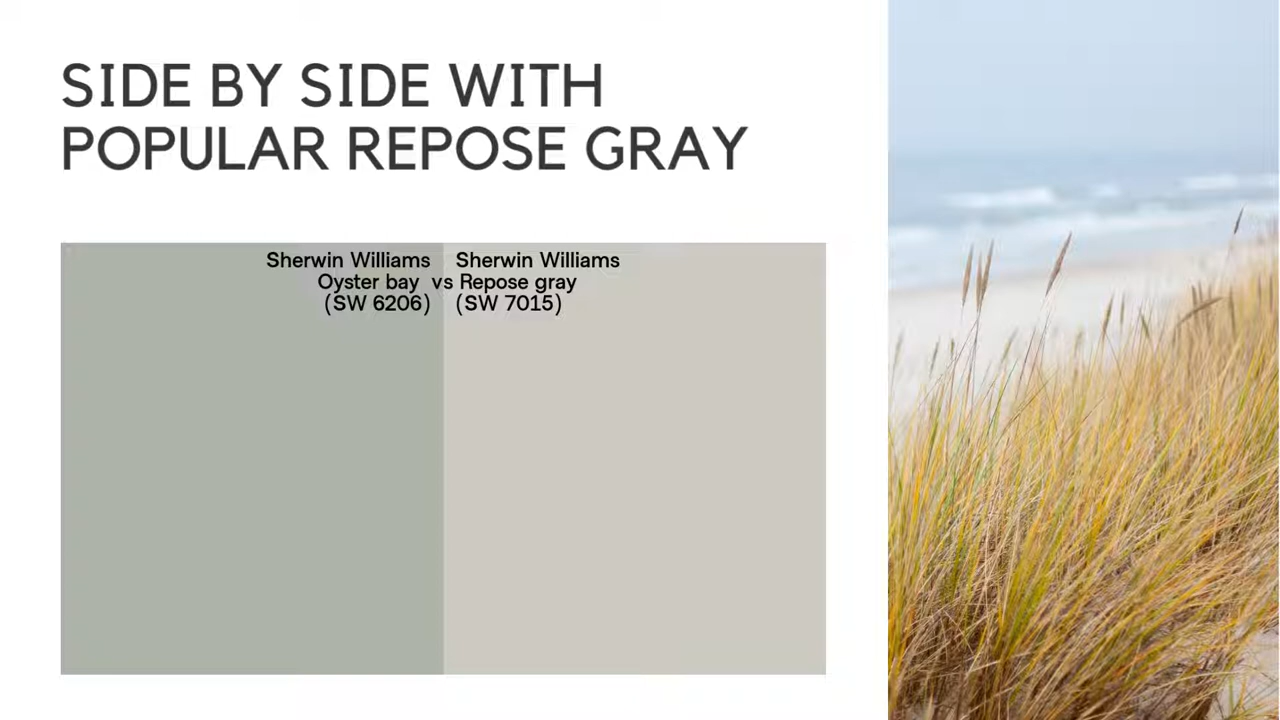 SIDE BY SIDE WITH
POPULAR REPOSE GRAY
Sherwin Williams Sherwin Williams
Oyster bay vs Repose gray
(SW 6206) (SW 7015)